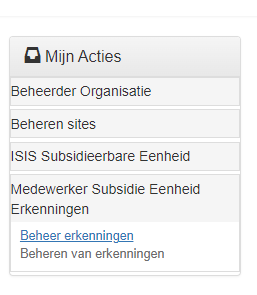 Mijn Acties
Beheerder Organisatie
Beheren sites
ISIS Subsidieerbare Eenheid
Medewerker Subsidie Eenheid
Erkenningen
Beheer erkenningen
Beheren van erkenningen